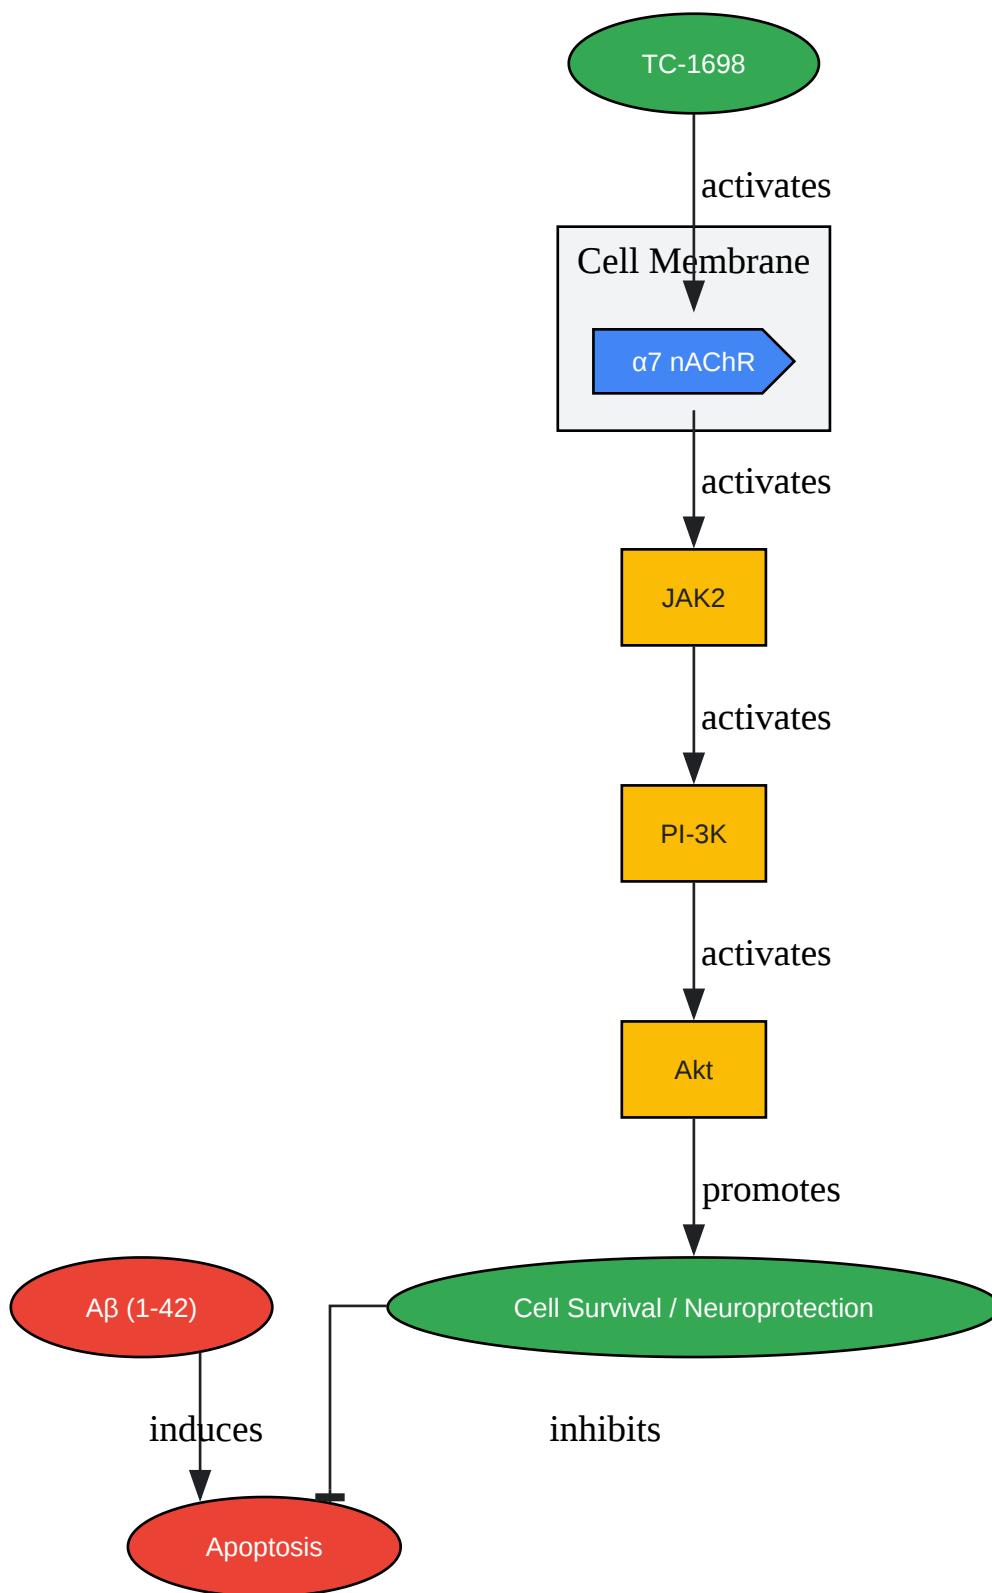 TC-1698
activates
Cell Membrane
α7 nAChR
activates
JAK2
activates
PI-3K
activates
Akt
promotes
Aβ (1-42)
Cell Survival / Neuroprotection
induces
inhibits
Apoptosis